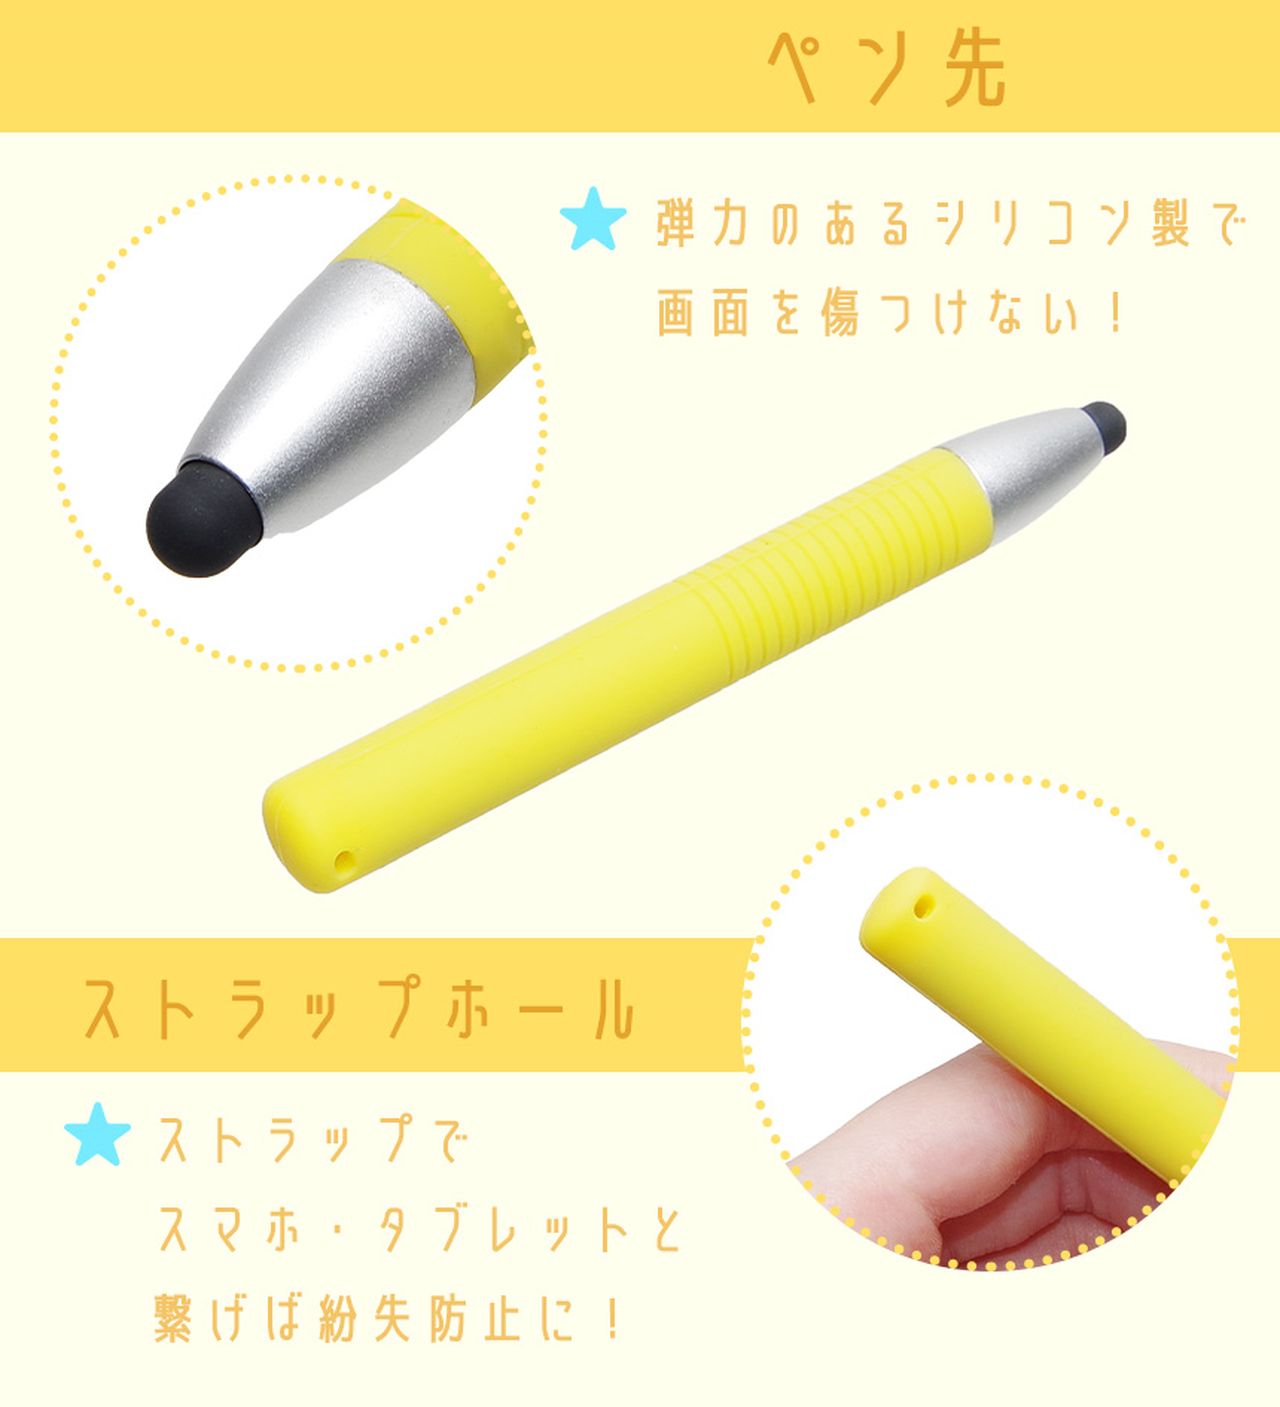 ペン先
弾力のあるシリコン製で
画面を傷つけない！
ストラップホール
ストラップで
スマホ・タブレットと
繋げば紛失防止に！